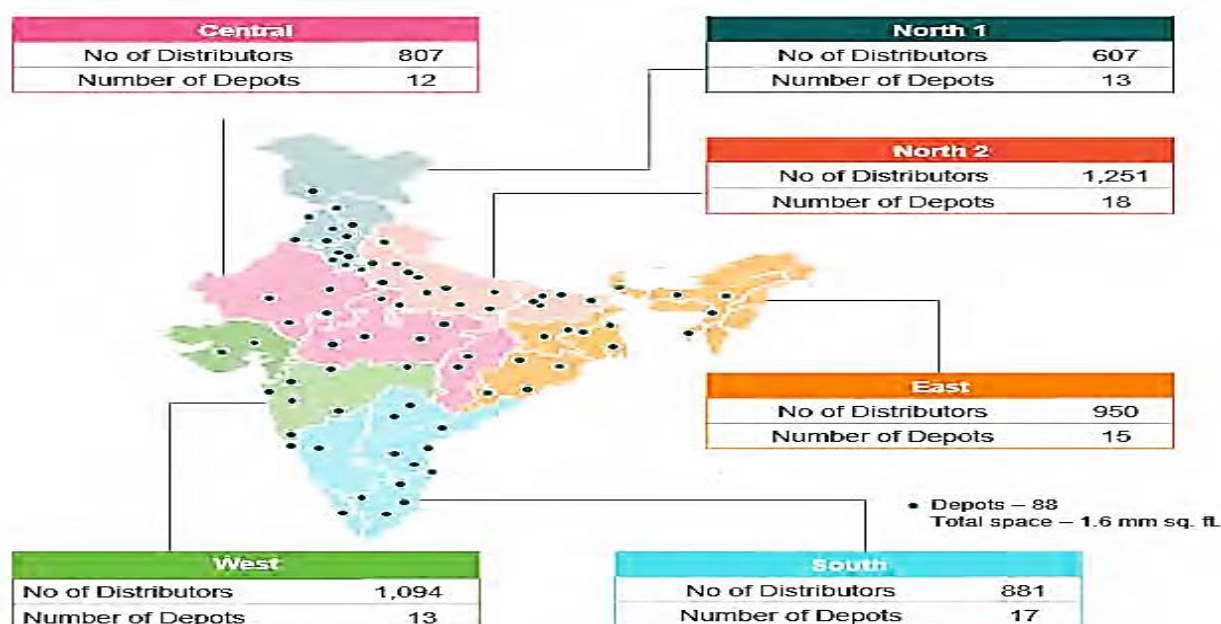 Central
No of Distributors 807
Number of Depots 12
North 1
No of Distributors 607
Number of Depots 13
North 2
No of Distributors 1,251
Number of Depots 18
East
No of Distributors 950
Number of Depots 15
• Depots – 88
Total space – 1.6 mm sq. ft.
West
No of Distributors 1,094
Number of Depots 13
South
No of Distributors 881
Number of Depots 17